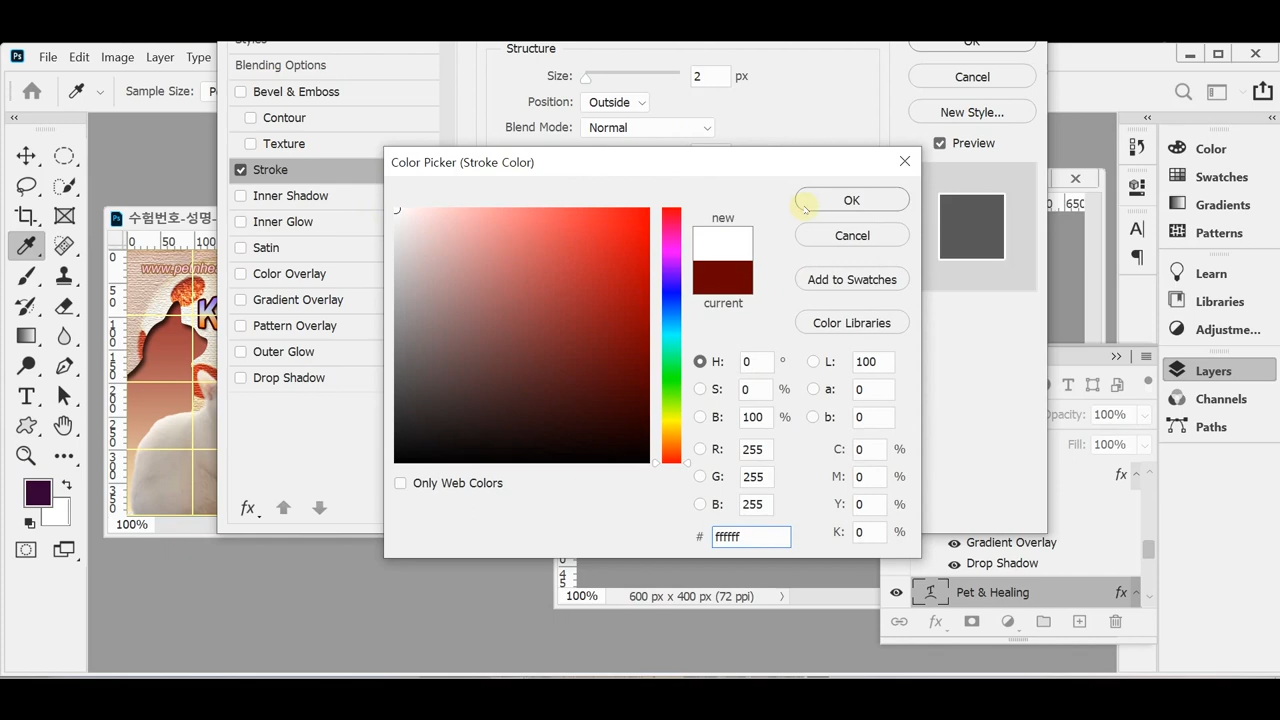 Structure
OK
Styles
Ps File Edit Image Layer Type
Blending Options
Size: 2 px
Cancel
Sample Size:
Bevel & Emboss
Position: Outside
New Style...
Contour
Blend Mode: Normal
Texture
Preview
Color
Stroke
Color Picker (Stroke Color)
Swatches
Inner Shadow
OK
Gradients
Ps 수험번호-성명-
new
650
Inner Glow
Patterns
0 50 100
Satin
Cancel
www.petnho
Color Overlay
Add to Swatches
Learn
Gradient Overlay
current
Libraries
Pattern Overlay
Color Libraries
Adjustme...
Outer Glow
H: 0 °
L: 100
Layers
Drop Shadow
S: 0 %
a: 0
Channels
B: 100 %
b: 0
Opacity: 100%
Paths
R: 255
C: 0 %
Fill: 100%
G: 255
M: 0 %
fx
Only Web Colors
B: 255
Y: 0 %
fx
100%
# ffffff
K: 0 %
Gradient Overlay
Drop Shadow
100% 600 px x 400 px (72 ppi)
Pet & Healing fx
fx